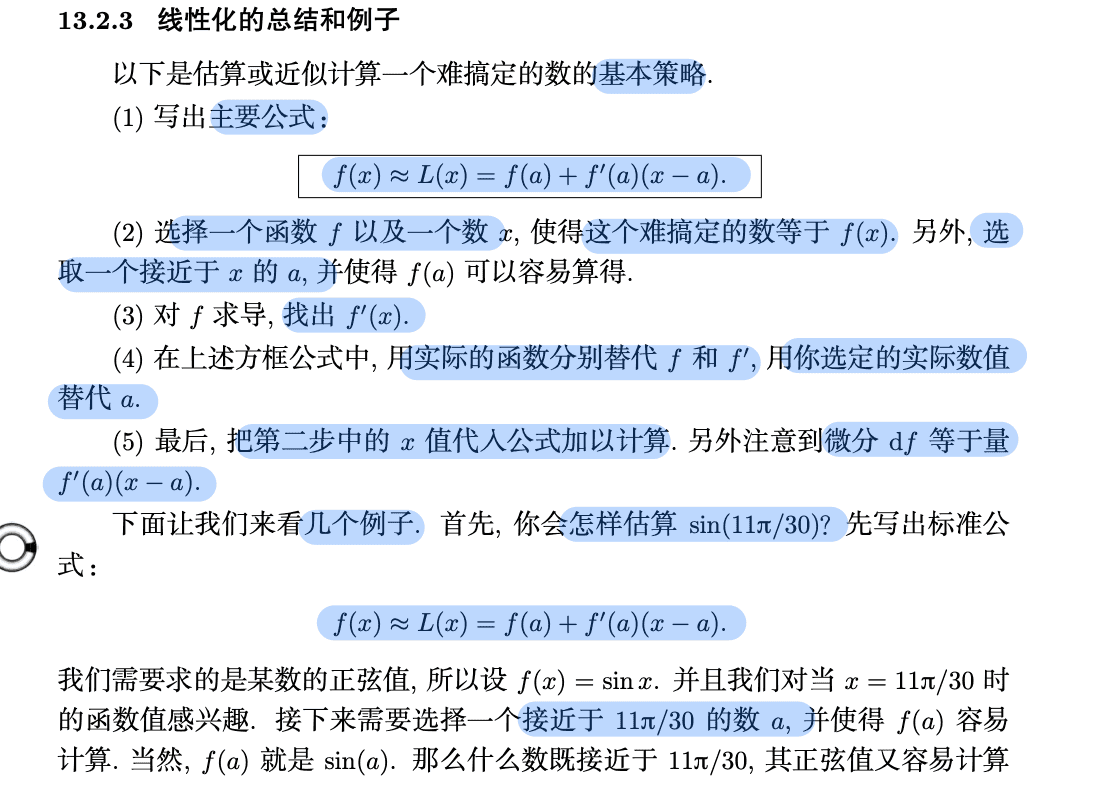 13.2.3 线性化的总结和例子
以下是估算或近似计算一个难搞定的数的基本策略.
(1) 写出主要公式:
f(x) ≈ L(x) = f(a) + f′(a)(x − a).
(2) 选择一个函数 f 以及一个数 x, 使得这个难搞定的数等于 f(x). 另外, 选
取一个接近于 x 的 a, 并使得 f(a) 可以容易算得.
(3) 对 f 求导, 找出 f′(x).
(4) 在上述方框公式中, 用实际的函数分别替代 f 和 f′, 用你选定的实际数值
替代 a.
(5) 最后, 把第二步中的 x 值代入公式加以计算. 另外注意到微分 df 等于量
f′(a)(x − a).
下面让我们来看几个例子. 首先, 你会怎样估算 sin(11π/30)? 先写出标准公
式:
f(x) ≈ L(x) = f(a) + f′(a)(x − a).
我们需要求的是某数的正弦值, 所以设 f(x) = sin x. 并且我们对当 x = 11π/30 时
的函数值感兴趣. 接下来需要选择一个接近于 11π/30 的数 a, 并使得 f(a) 容易
计算. 当然, f(a) 就是 sin(a). 那么什么数既接近于 11π/30, 其正弦值又容易计算